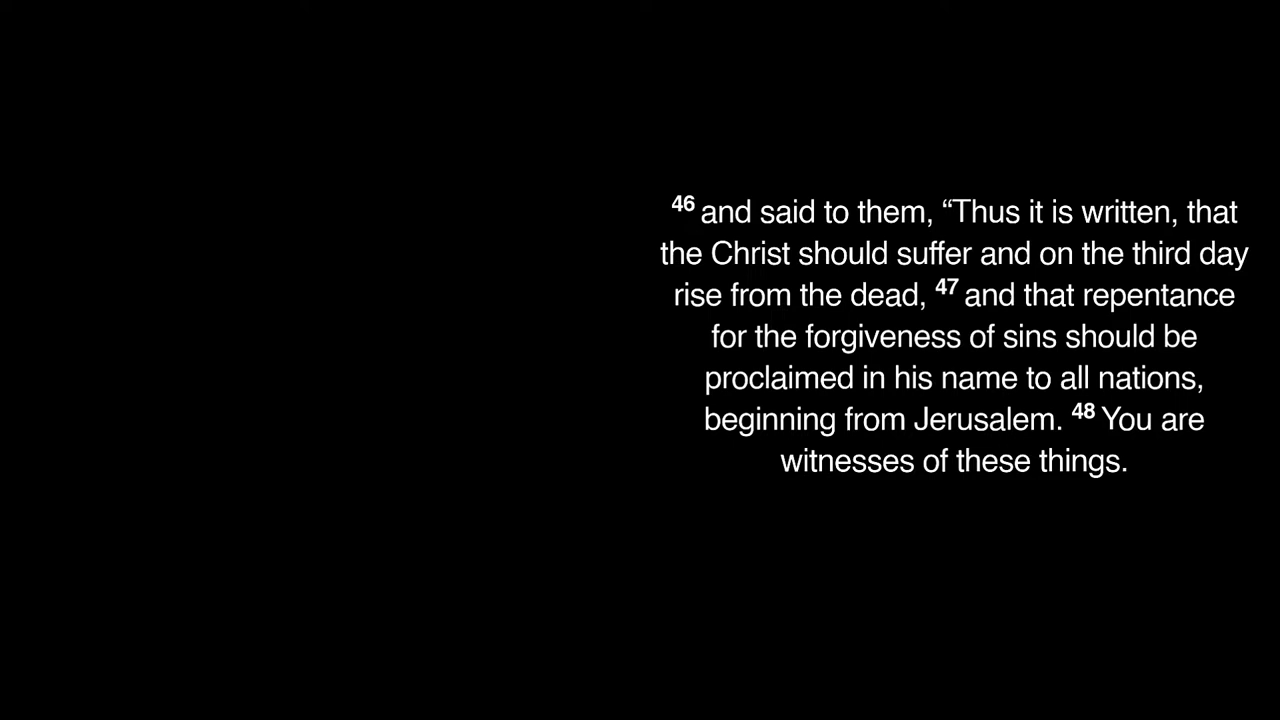 46 and said to them, “Thus it is written, that
the Christ should suffer and on the third day
rise from the dead, 47 and that repentance
for the forgiveness of sins should be
proclaimed in his name to all nations,
beginning from Jerusalem. 48 You are
witnesses of these things.